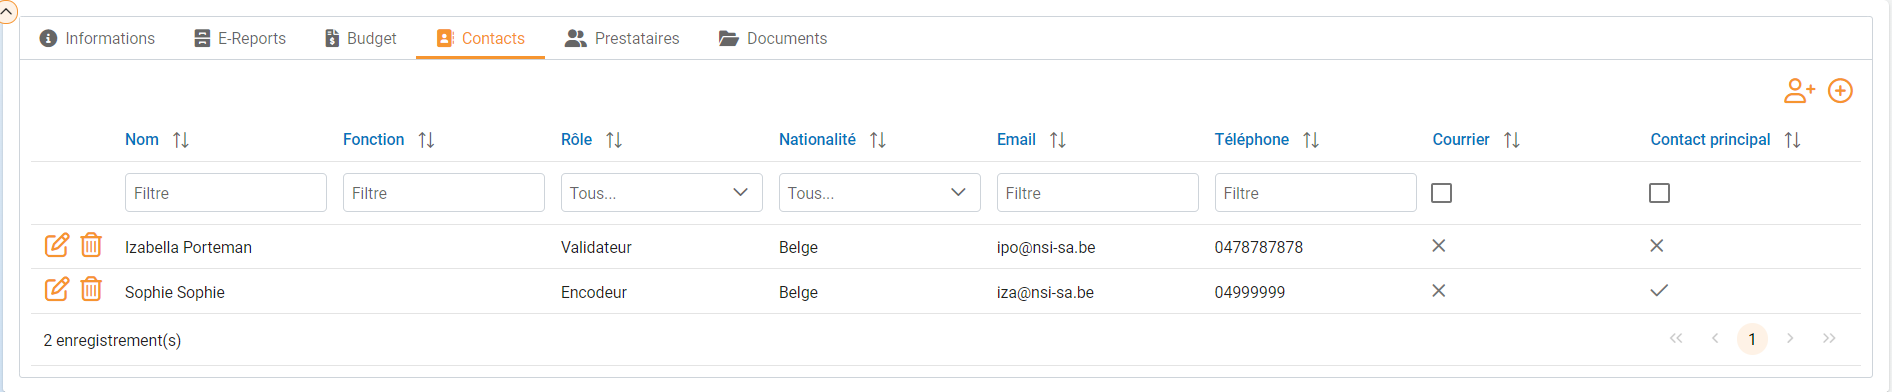 Informations E-Reports Budget Contacts Prestataires Documents
Nom Fonction Rôle Nationalité Email Téléphone Courrier Contact principal
Filtre Filtre Tous... Tous... Filtre Filtre
Izabella Porteman Validateur Belge ipo@nsi-sa.be 0478787878
Sophie Sophie Encodeur Belge iza@nsi-sa.be 04999999
2 enregistrement(s) 1